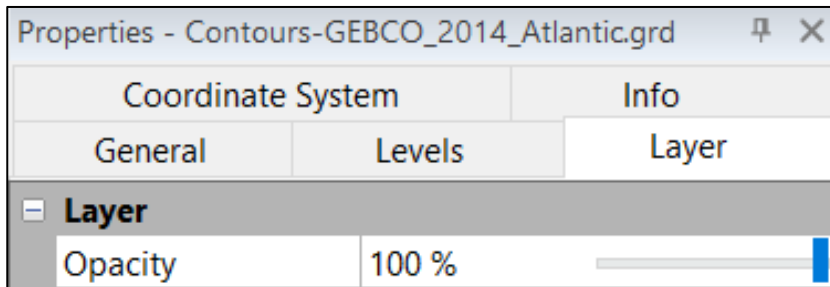 Properties - Contours-GEBCO_2014_Atlantic.grd
Coordinate System Info
General Levels Layer
Layer
Opacity 100 %